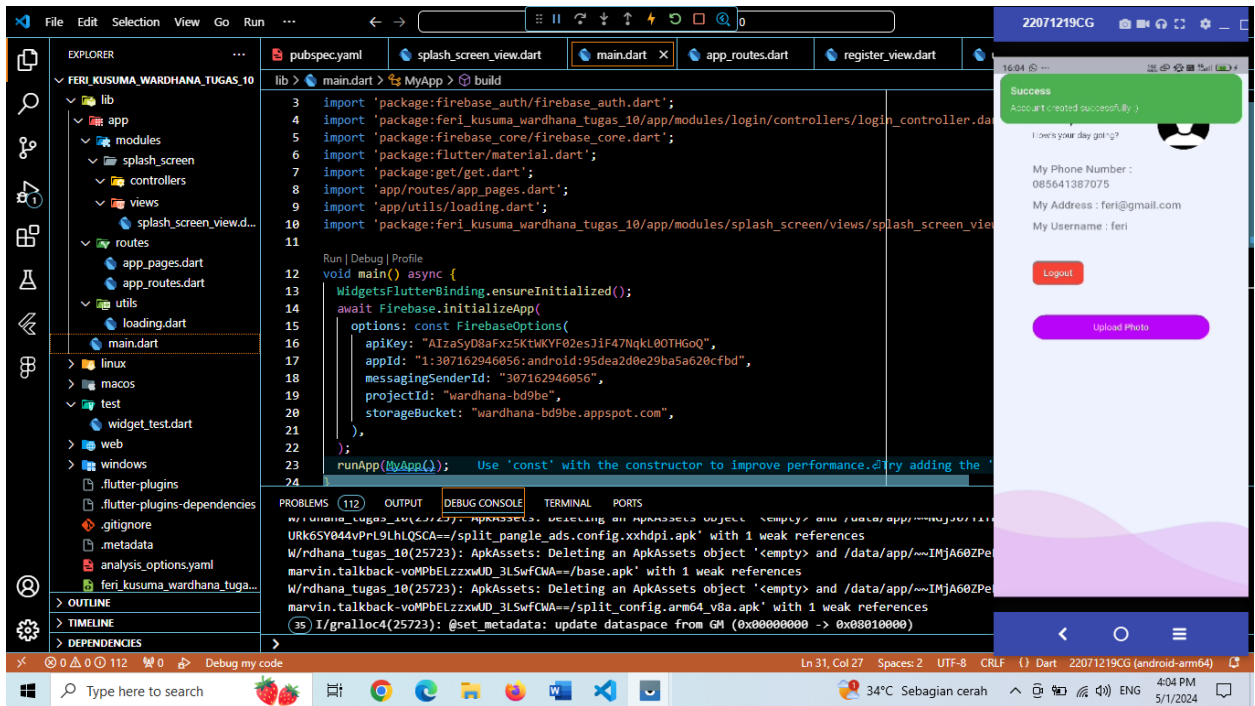 File Edit Selection View Go Run ...
0
22071219CG
EXPLORER
FERI_KUSUMA_WARDHANA_TUGAS_10
lib
app
modules
splash_screen
controllers
views
splash_screen_view.d...
routes
app_pages.dart
app_routes.dart
utils
loading.dart
main.dart
linux
macos
test
widget_test.dart
web
windows
.flutter-plugins
.flutter-plugins-dependencies
.gitignore
.metadata
analysis_options.yaml
feri_kusuma_wardhana_tuga...
OUTLINE
TIMELINE
DEPENDENCIES
pubspec.yaml
splash_screen_view.dart
main.dart
app_routes.dart
register_view.dart
lib > main.dart > MyApp > build
3 import 'package:firebase_auth/firebase_auth.dart';
4 import 'package:feri_kusuma_wardhana_tugas_10/app/modules/login/controllers/login_controller.da
5 import 'package:firebase_core/firebase_core.dart';
6 import 'package:flutter/material.dart';
7 import 'package:get/get.dart';
8 import 'app/routes/app_pages.dart';
9 import 'app/utils/loading.dart';
10 import 'package:feri_kusuma_wardhana_tugas_10/app/modules/splash_screen/views/splash_screen_vie
11
Run | Debug | Profile
12 void main() async {
13 WidgetsFlutterBinding.ensureInitialized();
14 await Firebase.initializeApp(
15 options: const FirebaseOptions(
16 apiKey: "AIzaSyD8aFxz5KtWKYF02esJiF47NqkL0OTHGoQ",
17 appId: "1:307162946056:android:95dea2d0e29ba5a620cfbd",
18 messagingSenderId: "307162946056",
19 projectId: "wardhana-bd9be",
20 storageBucket: "wardhana-bd9be.appspot.com",
21 ),
22 );
23 runApp(MyApp()); Use 'const' with the constructor to improve performance.⏎Try adding the '
24 }
PROBLEMS 112 OUTPUT DEBUG CONSOLE TERMINAL PORTS
URk6SY044vPrL9LhLQSCA==/split_pangle_ads.config.xxhdpi.apk' with 1 weak references
W/rdhana_tugas_10(25723): ApkAssets: Deleting an ApkAssets object '<empty> and /data/app/~~IMjA60ZPe
marvin.talkback-voMPbELzzxwUD_3LSwfCWA==/base.apk' with 1 weak references
W/rdhana_tugas_10(25723): ApkAssets: Deleting an ApkAssets object '<empty> and /data/app/~~IMjA60ZPe
marvin.talkback-voMPbELzzxwUD_3LSwfCWA==/split_config.arm64_v8a.apk' with 1 weak references
35 I/gralloc4(25723): @set_metadata: update dataspace from GM (0x00000000 -> 0x08010000)
>
16:04
Success
Account created successfully :)
How's your day going?
My Phone Number :
085641387075
My Address : feri@gmail.com
My Username : feri
Logout
Upload Photo
0 0 112 0 Debug my code
Ln 31, Col 27 Spaces: 2 UTF-8 CRLF {} Dart 22071219CG (android-arm64)
Type here to search
34°C Sebagian cerah
ENG
4:04 PM
5/1/2024